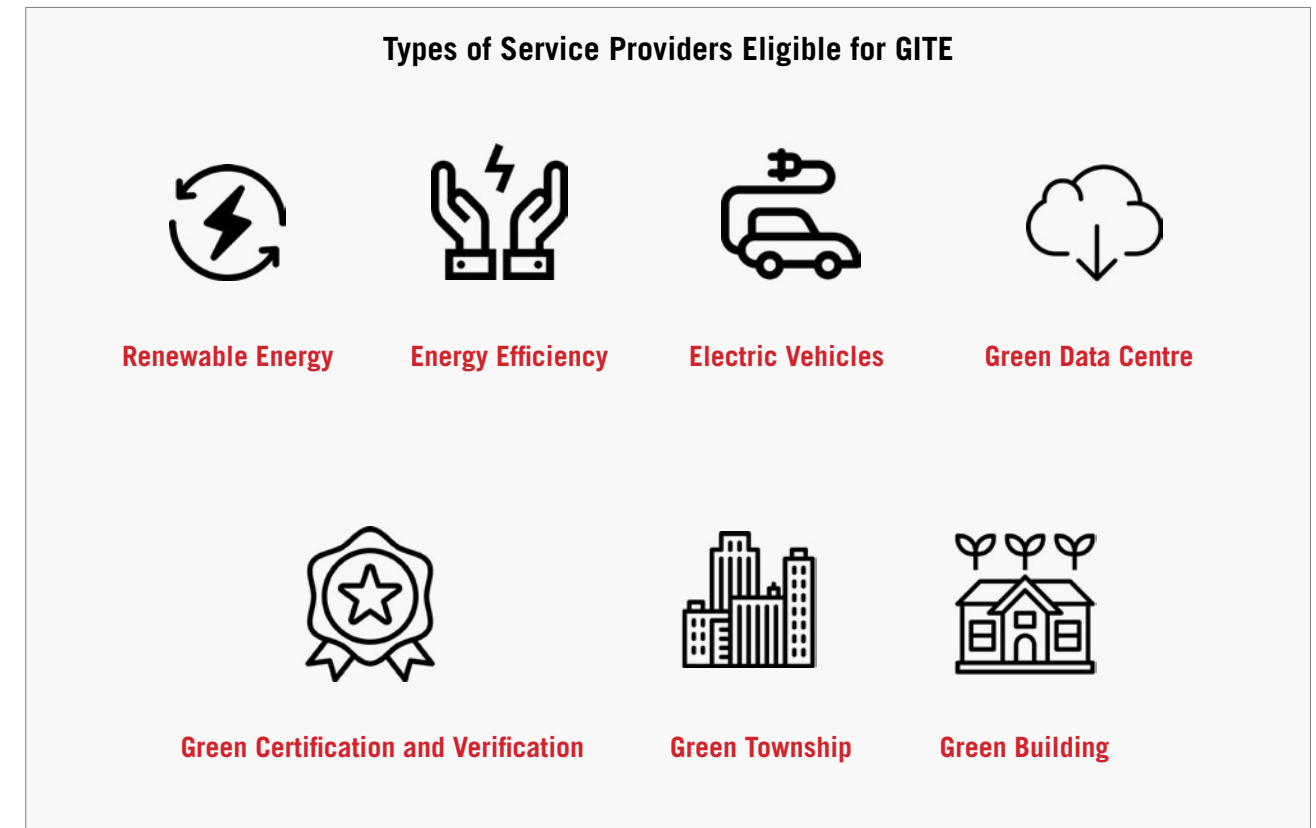 Types of Service Providers Eligible for GITE
Renewable Energy
Energy Efficiency
Electric Vehicles
Green Data Centre
Green Certification and Verification
Green Township
Green Building